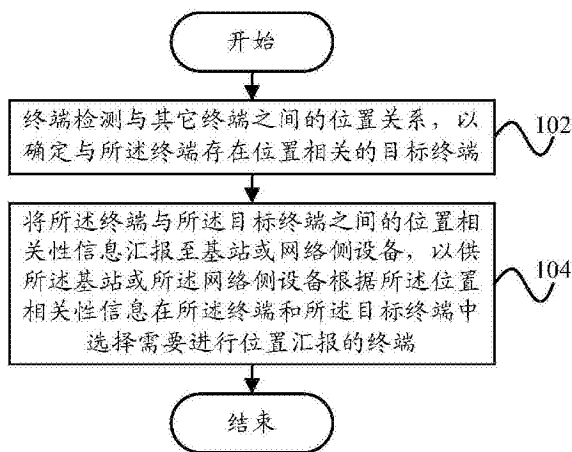 开始
终端检测与其它终端之间的位置关系，以
确定与所述终端存在位置相关的目标终端
102
将所述终端与所述目标终端之间的位置相
关性信息汇报至基站或网络侧设备，以供
所述基站或所述网络侧设备根据所述位置
相关性信息在所述终端和所述目标终端中
选择需要进行位置汇报的终端
104
结束